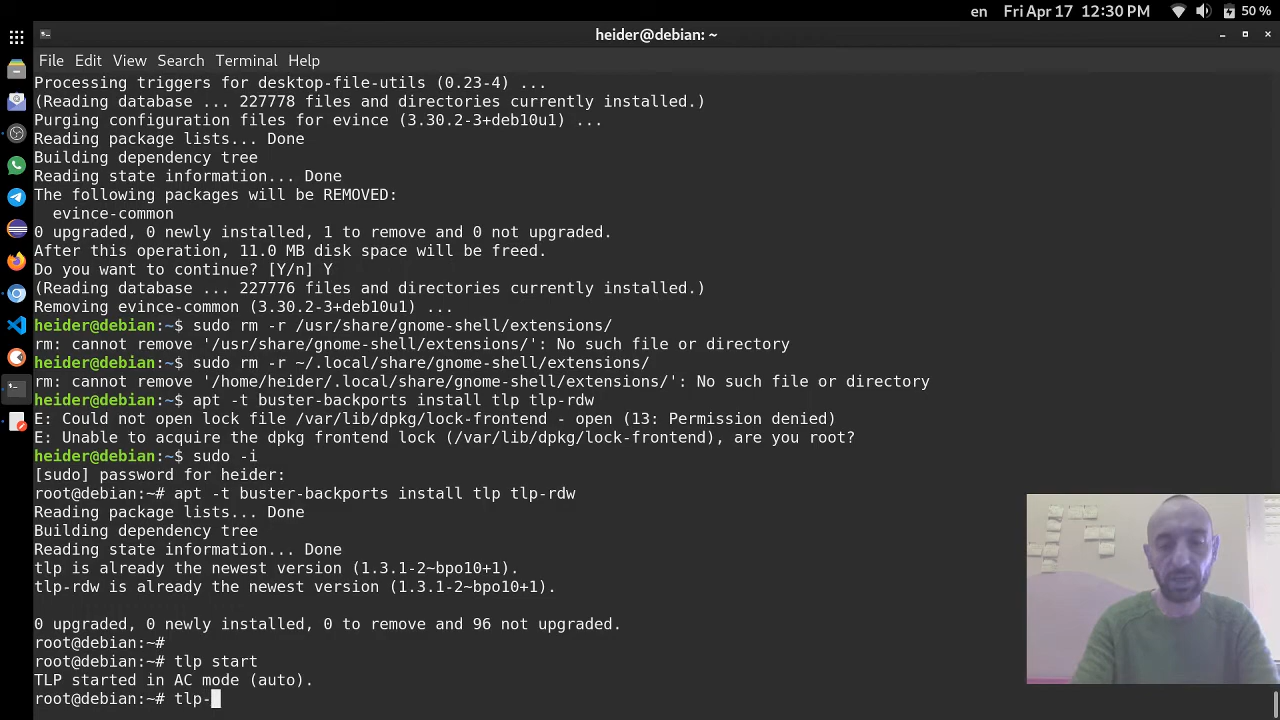 en Fri Apr 17 12:30 PM 50 %
heider@debian: ~
File Edit View Search Terminal Help
Processing triggers for desktop-file-utils (0.23-4) ...
(Reading database ... 227778 files and directories currently installed.)
Purging configuration files for evince (3.30.2-3+deb10u1) ...
Reading package lists... Done
Building dependency tree
Reading state information... Done
The following packages will be REMOVED:
evince-common
0 upgraded, 0 newly installed, 1 to remove and 0 not upgraded.
After this operation, 11.0 MB disk space will be freed.
Do you want to continue? [Y/n] Y
(Reading database ... 227776 files and directories currently installed.)
Removing evince-common (3.30.2-3+deb10u1) ...
heider@debian:~$ sudo rm -r /usr/share/gnome-shell/extensions/
rm: cannot remove '/usr/share/gnome-shell/extensions/': No such file or directory
heider@debian:~$ sudo rm -r ~/.local/share/gnome-shell/extensions/
rm: cannot remove '/home/heider/.local/share/gnome-shell/extensions/': No such file or directory
heider@debian:~$ apt -t buster-backports install tlp tlp-rdw
E: Could not open lock file /var/lib/dpkg/lock-frontend - open (13: Permission denied)
E: Unable to acquire the dpkg frontend lock (/var/lib/dpkg/lock-frontend), are you root?
heider@debian:~$ sudo -i
[sudo] password for heider:
root@debian:~# apt -t buster-backports install tlp tlp-rdw
Reading package lists... Done
Building dependency tree
Reading state information... Done
tlp is already the newest version (1.3.1-2~bpo10+1).
tlp-rdw is already the newest version (1.3.1-2~bpo10+1).
0 upgraded, 0 newly installed, 0 to remove and 96 not upgraded.
root@debian:~#
root@debian:~# tlp start
TLP started in AC mode (auto).
root@debian:~# tlp-